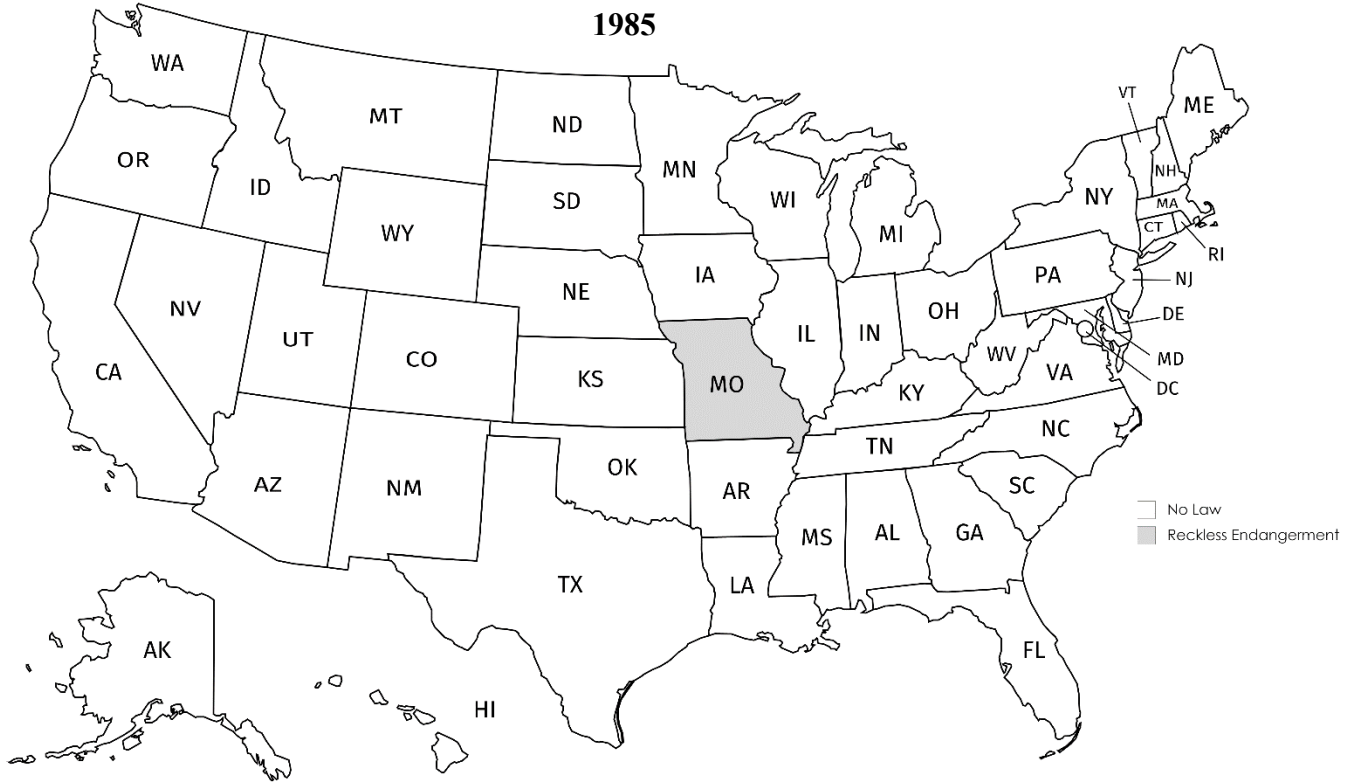 1985
WA
MT
ND
MN
OR
ID
SD
WI
WY
MI
VT
ME
NH
NY
MA
CT
RI
IA
NE
PA
NJ
NV
UT
CO
IL
IN
OH
DE
WV
MD
CA
KS
MO
KY
VA
DC
NC
TN
AZ
NM
OK
AR
SC
No Law
Reckless Endangerment
MS
AL
GA
TX
LA
AK
FL
HI